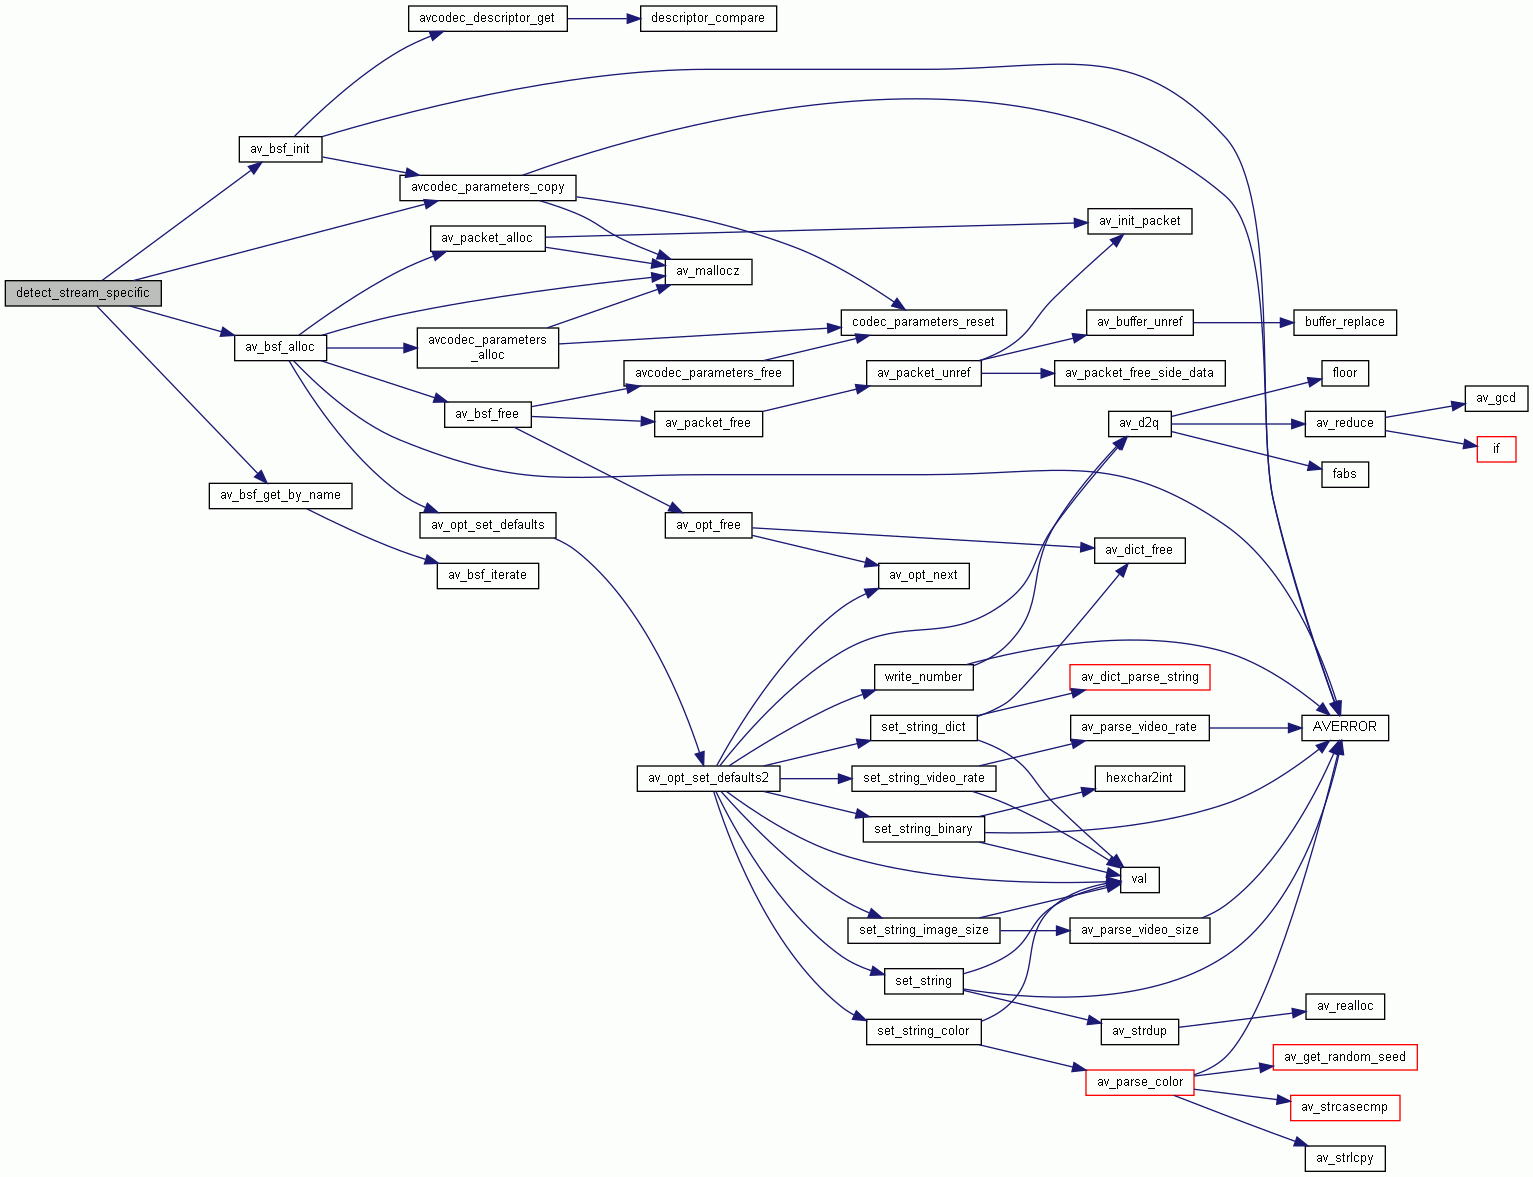 avcodec_descriptor_get
descriptor_compare
av_bsf_init
avcodec_parameters_copy
av_init_packet
av_packet_alloc
av_mallocz
detect_stream_specific
codec_parameters_reset
av_buffer_unref
buffer_replace
av_bsf_alloc
avcodec_parameters
_alloc
avcodec_parameters_free
av_packet_unref
av_packet_free_side_data
floor
av_gcd
av_bsf_free
av_packet_free
av_d2q
av_reduce
if
fabs
av_bsf_get_by_name
av_opt_set_defaults
av_opt_free
av_dict_free
av_bsf_iterate
av_opt_next
write_number
av_dict_parse_string
set_string_dict
av_parse_video_rate
AVERROR
av_opt_set_defaults2
set_string_video_rate
hexchar2int
set_string_binary
val
set_string_image_size
av_parse_video_size
set_string
av_realloc
set_string_color
av_strdup
av_get_random_seed
av_parse_color
av_strcasecmp
av_strlcpy